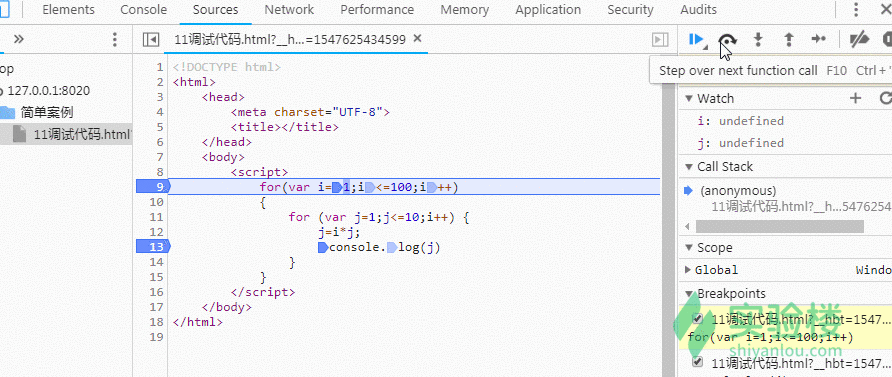 Elements Console Sources Network Performance Memory Application Security Audits
11调试代码.html?__h…=1547625434599 ×
Step over next function call F10 Ctrl + '
op
127.0.0.1:8020
简单案例
11调试代码.html?
1 <!DOCTYPE html>
2 <html>
3 <head>
4 <meta charset="UTF-8">
5 <title></title>
6 </head>
7 <body>
8 <script>
9 for(var i=1;i<=100;i++)
10 {
11 for (var j=1;j<=10;i++) {
12 j=i*j;
13 console.log(j)
14 }
15 }
16 </script>
17 </body>
18 </html>
19
Watch
i: undefined
j: undefined
Call Stack
(anonymous)
11调试代码.html?__h…5476254
Scope
Global Windo
Breakpoints
11调试代码.html?__hbt=1547…
for(var i=1;i<=100;i++)
11调试代码.html?__hbt=1547…
实验楼
shiyanlou.com